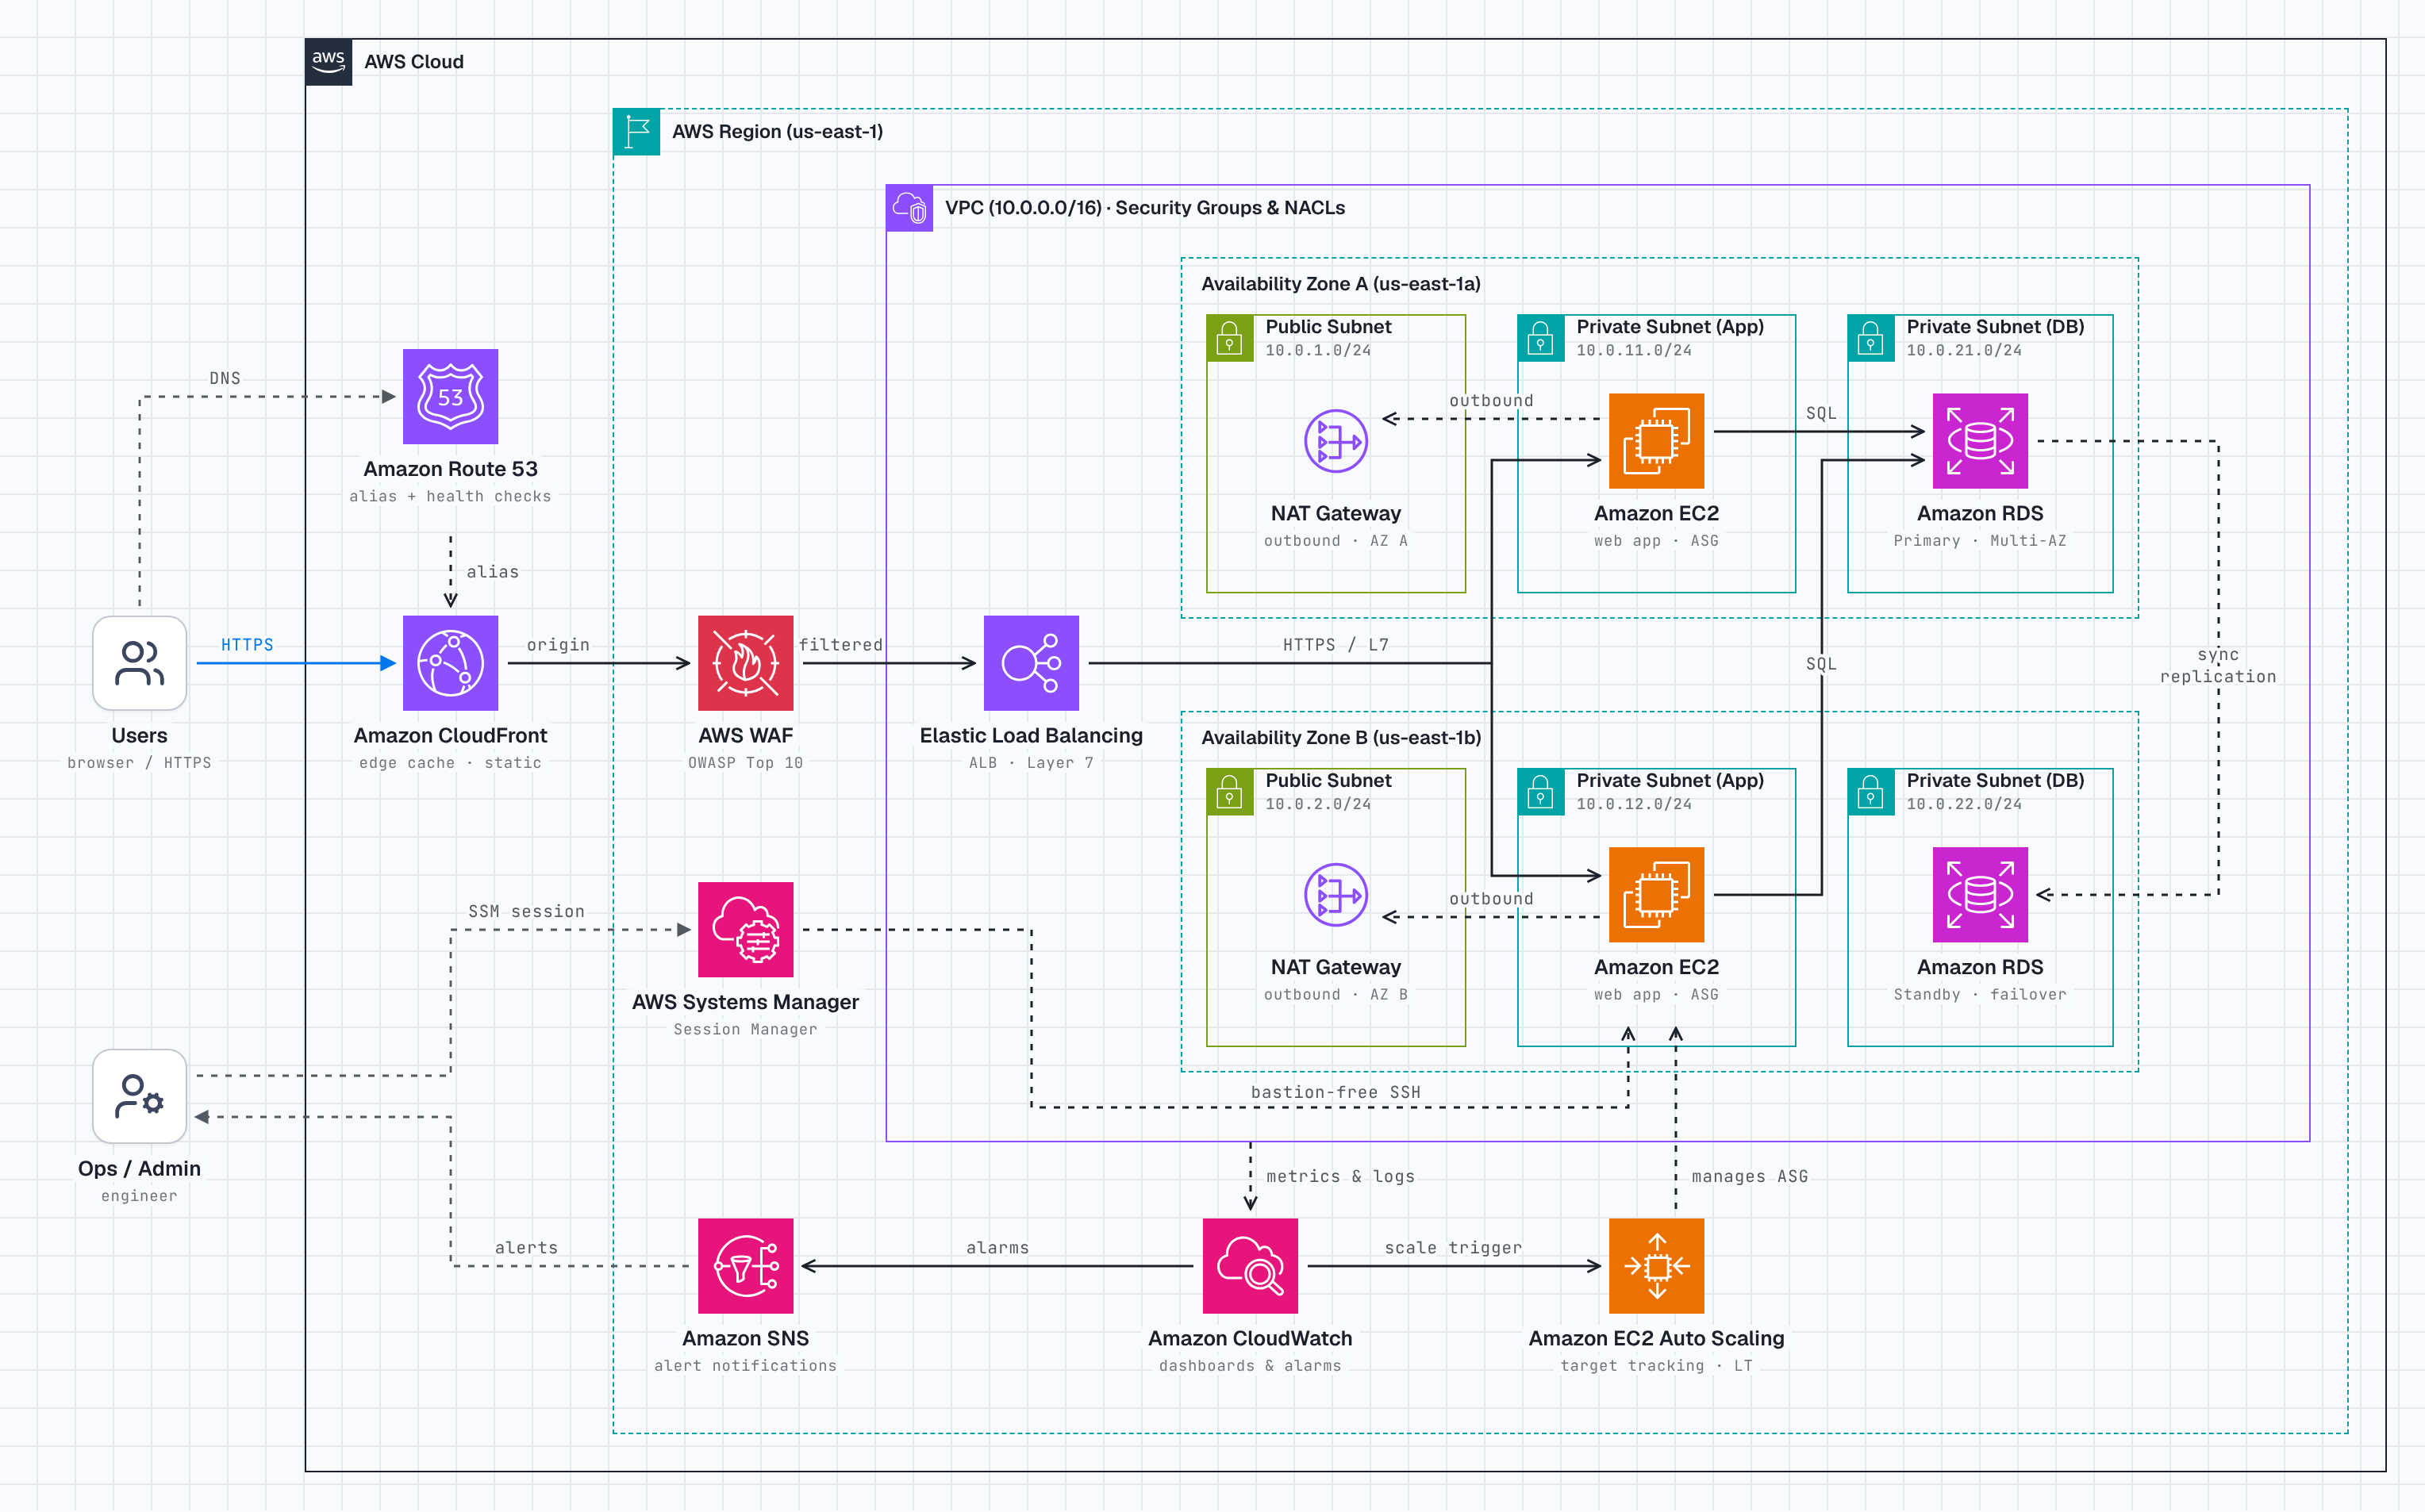 aws
AWS Cloud
AWS Region (us-east-1)
VPC (10.0.0.0/16) · Security Groups & NACLs
Availability Zone A (us-east-1a)
Public Subnet
10.0.1.0/24
Private Subnet (App)
10.0.11.0/24
Private Subnet (DB)
10.0.21.0/24
DNS
53
Amazon Route 53
alias + health checks
outbound
SQL
NAT Gateway
outbound · AZ A
Amazon EC2
web app · ASG
Amazon RDS
Primary · Multi-AZ
alias
HTTPS
origin
filtered
HTTPS / L7
SQL
sync
replication
Users
browser / HTTPS
Amazon CloudFront
edge cache · static
AWS WAF
OWASP Top 10
Elastic Load Balancing
ALB · Layer 7
Availability Zone B (us-east-1b)
Public Subnet
10.0.2.0/24
Private Subnet (App)
10.0.12.0/24
Private Subnet (DB)
10.0.22.0/24
SSM session
outbound
AWS Systems Manager
Session Manager
NAT Gateway
outbound · AZ B
Amazon EC2
web app · ASG
Amazon RDS
Standby · failover
bastion-free SSH
Ops / Admin
engineer
metrics & logs
manages ASG
alerts
alarms
scale trigger
Amazon SNS
alert notifications
Amazon CloudWatch
dashboards & alarms
Amazon EC2 Auto Scaling
target tracking · LT